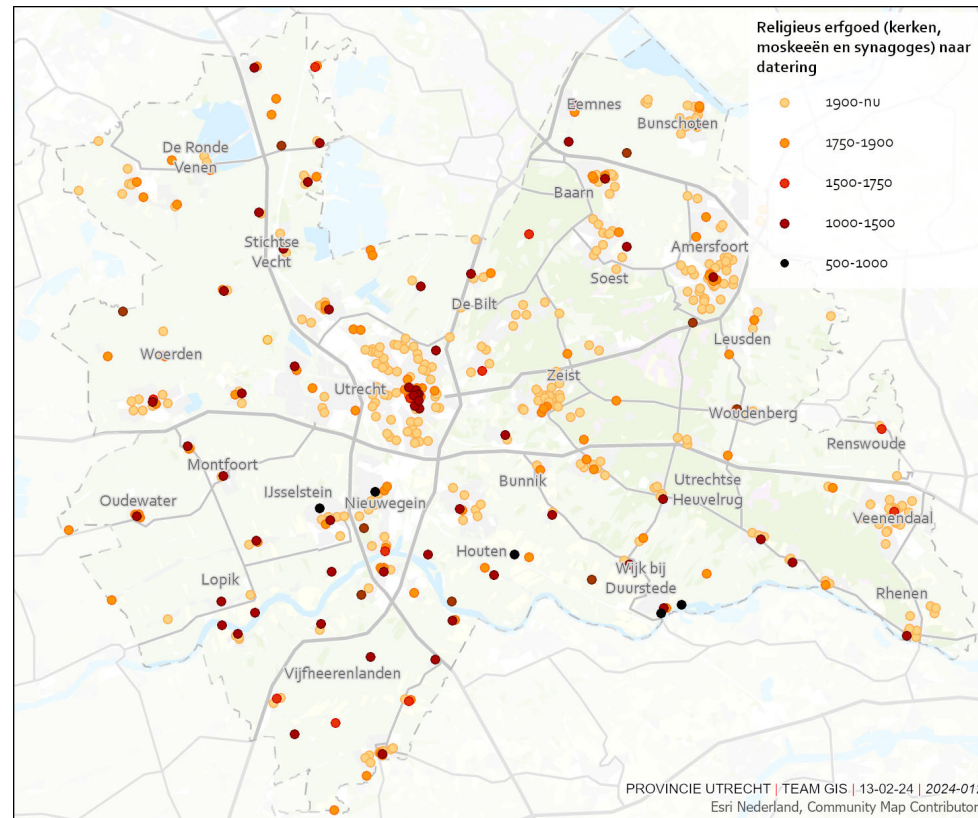 Religieus erfgoed (kerken,
moskeeën en synagoges) naar
datering
1900-nu
1750-1900
1500-1750
1000-1500
500-1000
Eemnes
Bunschoten
De Ronde
Venen
Baarn
Stichtse
Vecht
Amersfoort
Soest
De Bilt
Leusden
Woerden
Utrecht
Zeist
Woudenberg
Renswoude
Montfoort
Bunnik
Oudewater
IJsselstein
Nieuwegein
Utrechtse
Heuvelrug
Veenendaal
Houten
Lopik
Wijk bij
Duurstede
Rhenen
Vijfheerenlanden
PROVINCIE UTRECHT | TEAM GIS | 13-02-24 |
Esri Nederland, Community Map Contributor